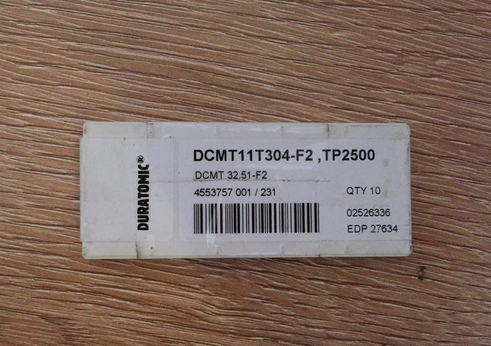 DURATOMIC®
DCMT11T304-F2 ,TP2500
DCMT 32.51-F2
4553757 001 / 231
QTY 10
02526336
EDP 27634